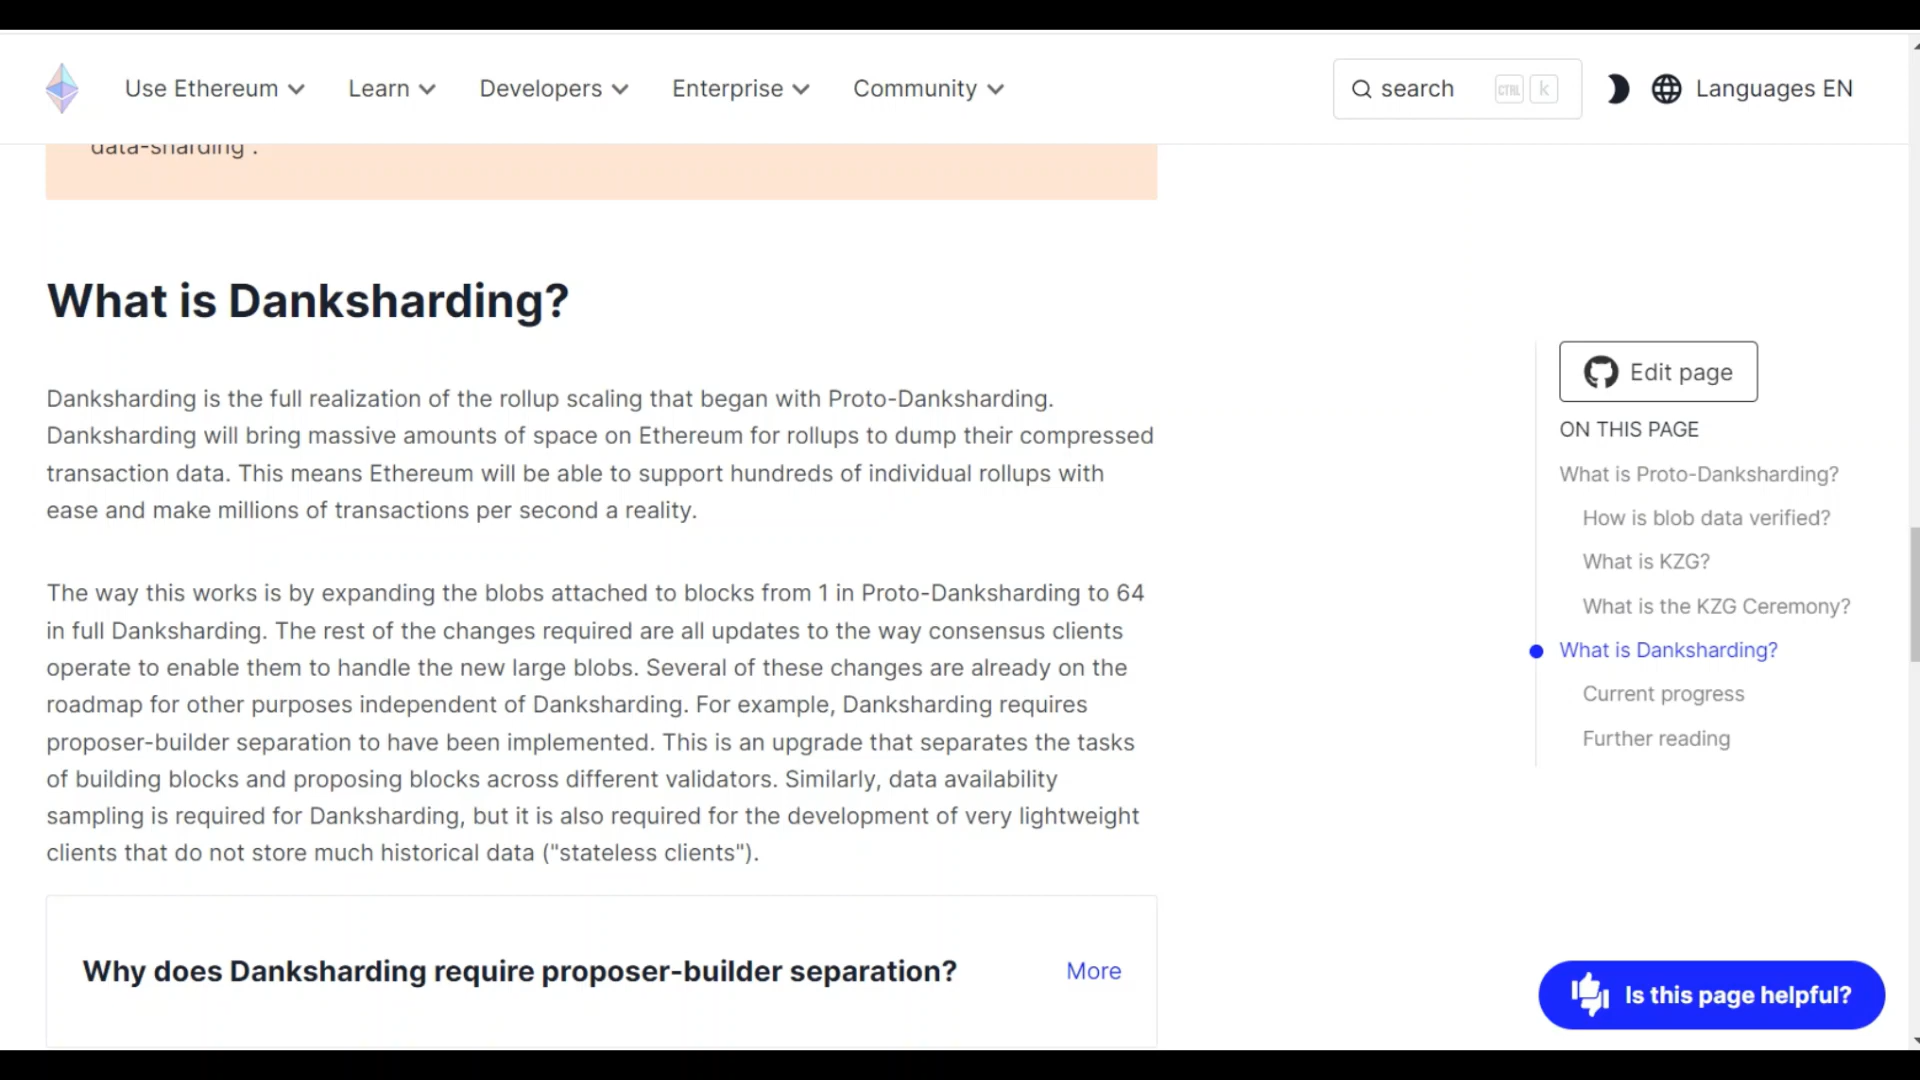 Use Ethereum Learn Developers Enterprise Community search CTRL k Languages EN
data-sharding".
What is Danksharding?
Danksharding is the full realization of the rollup scaling that began with Proto-Danksharding.
Danksharding will bring massive amounts of space on Ethereum for rollups to dump their compressed
transaction data. This means Ethereum will be able to support hundreds of individual rollups with
ease and make millions of transactions per second a reality.
The way this works is by expanding the blobs attached to blocks from 1 in Proto-Danksharding to 64
in full Danksharding. The rest of the changes required are all updates to the way consensus clients
operate to enable them to handle the new large blobs. Several of these changes are already on the
roadmap for other purposes independent of Danksharding. For example, Danksharding requires
proposer-builder separation to have been implemented. This is an upgrade that separates the tasks
of building blocks and proposing blocks across different validators. Similarly, data availability
sampling is required for Danksharding, but it is also required for the development of very lightweight
clients that do not store much historical data ("stateless clients").
Why does Danksharding require proposer-builder separation? More
Edit page
ON THIS PAGE
What is Proto-Danksharding?
How is blob data verified?
What is KZG?
What is the KZG Ceremony?
What is Danksharding?
Current progress
Further reading
Is this page helpful?